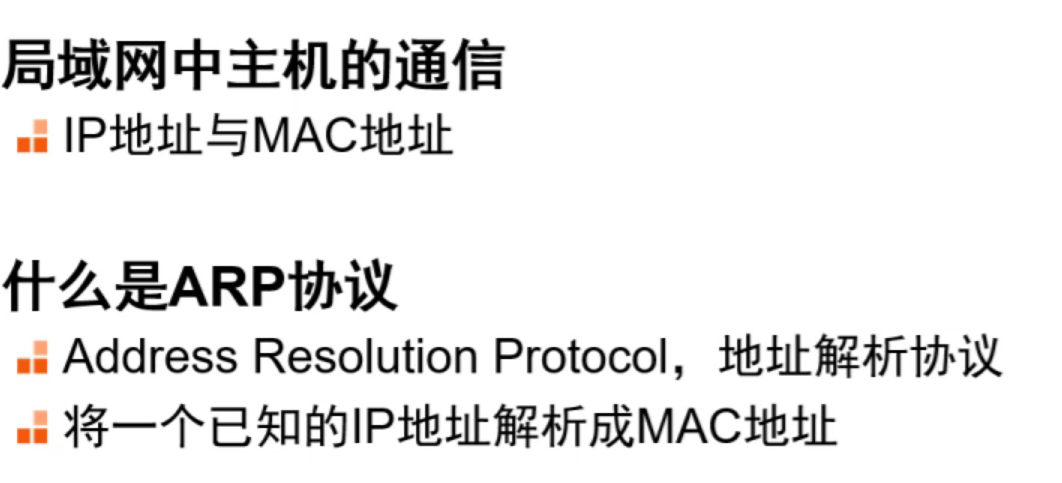 局域网中主机的通信
IP地址与MAC地址
什么是ARP协议
Address Resolution Protocol，地址解析协议
将一个已知的IP地址解析成MAC地址